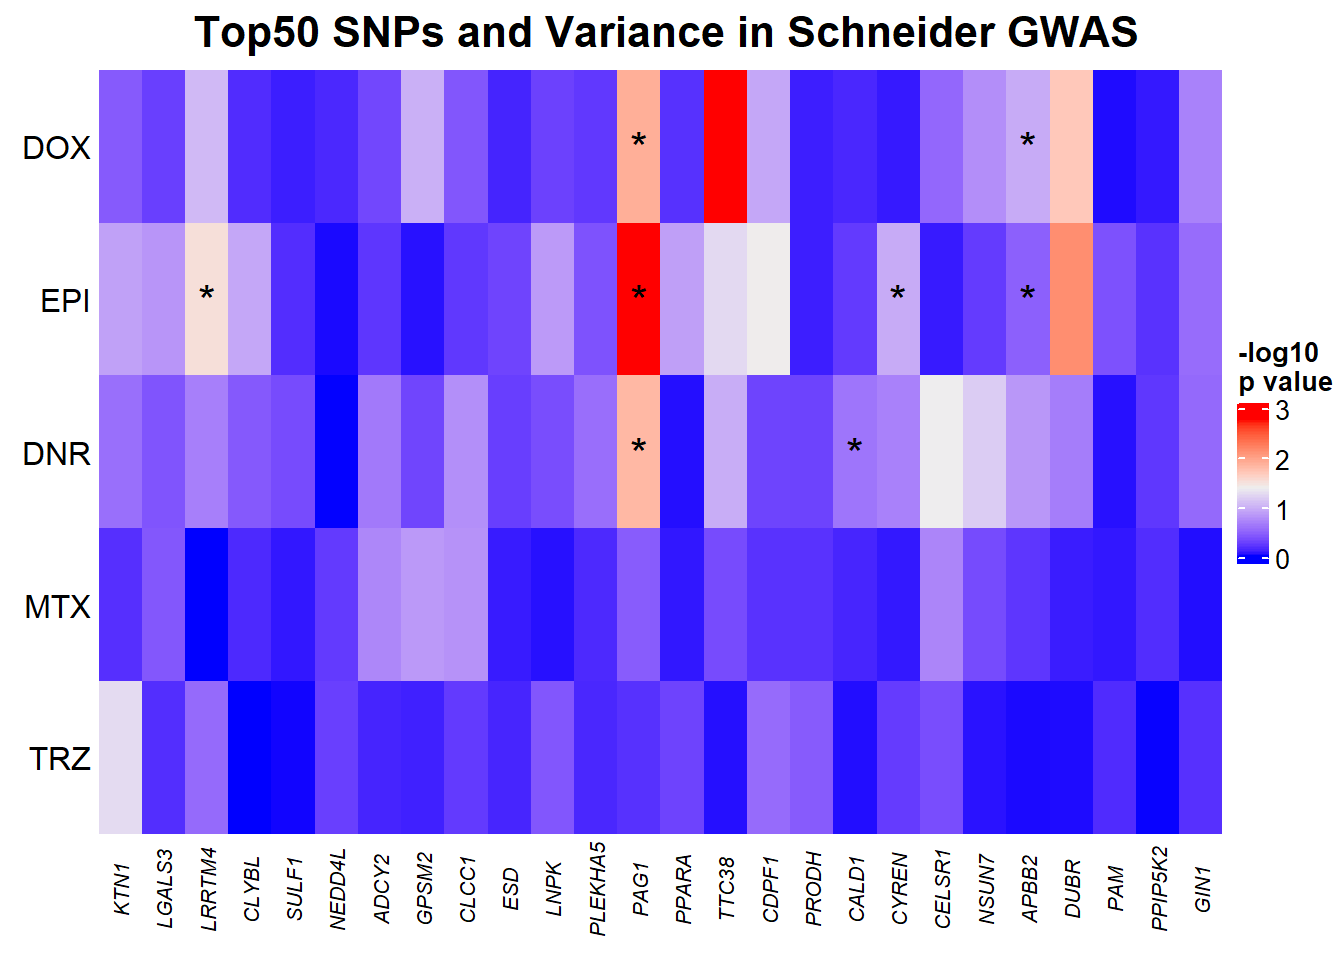 Top50 SNPs and Variance in Schneider GWAS
DOX
* *
EPI
* * * *
DNR
* *
MTX
TRZ
KTN1
LGALS3
LRRTM4
CLYBL
SULF1
NEDD4L
ADCY2
GPSM2
CLCC1
ESD
LNPK
PLEKHA5
PAG1
PPARA
TTC38
CDPF1
PRODH
CALD1
CYREN
CELSR1
NSUN7
APBB2
DUBR
PAM
PPIP5K2
GIN1
-log10
p value
3
2
1
0